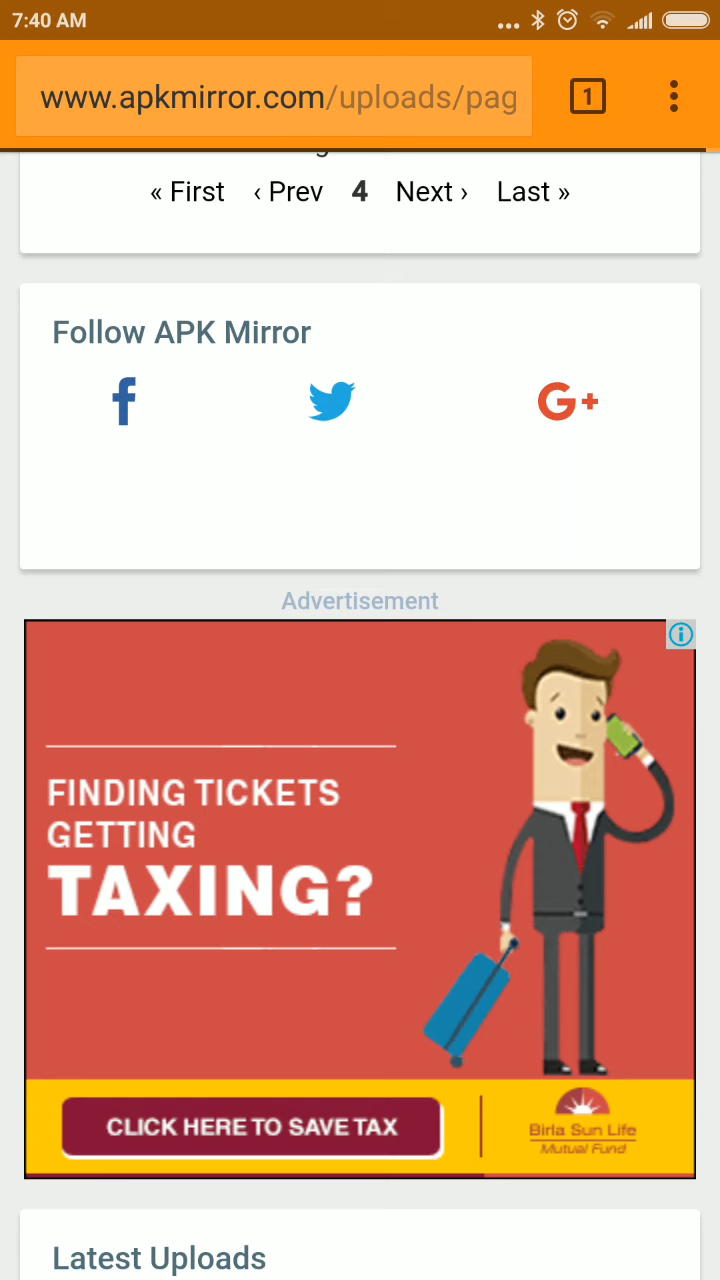 7:40 AM
www.apkmirror.com/uploads/pag
1
« First ‹ Prev 4 Next › Last »
Follow APK Mirror
f G+
Advertisement
FINDING TICKETS
GETTING
TAXING?
CLICK HERE TO SAVE TAX
Birla Sun Life
Mutual Fund
Latest Uploads